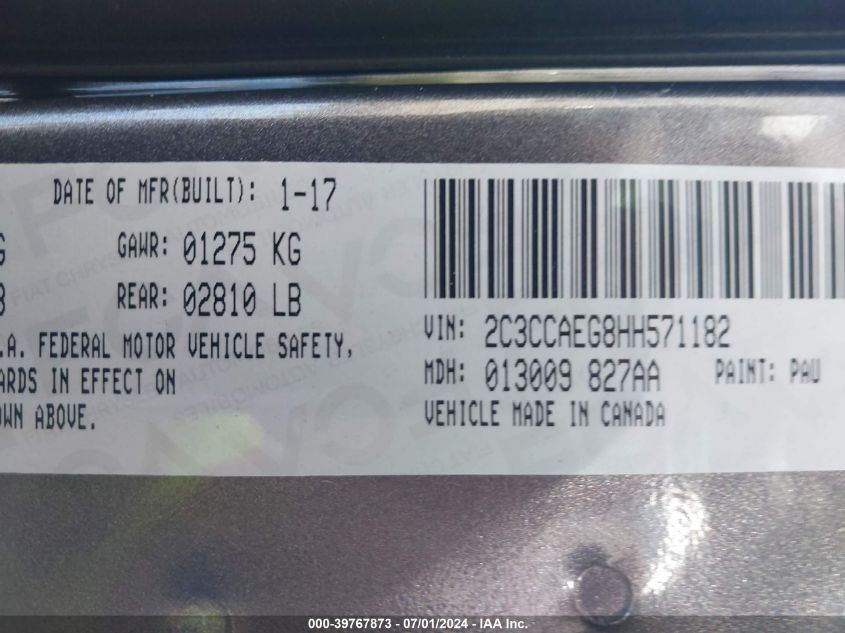 DATE OF MFR(BUILT): 1-17
G GAWR: 01275 KG
B REAR: 02810 LB
.A. FEDERAL MOTOR VEHICLE SAFETY,
ARDS IN EFFECT ON
OWN ABOVE.
VIN: 2C3CCAEG8HH571182
MDH: 013009 827AA PAINT: PAU
VEHICLE MADE IN CANADA
000-39767873 - 07/01/2024 - IAA Inc.